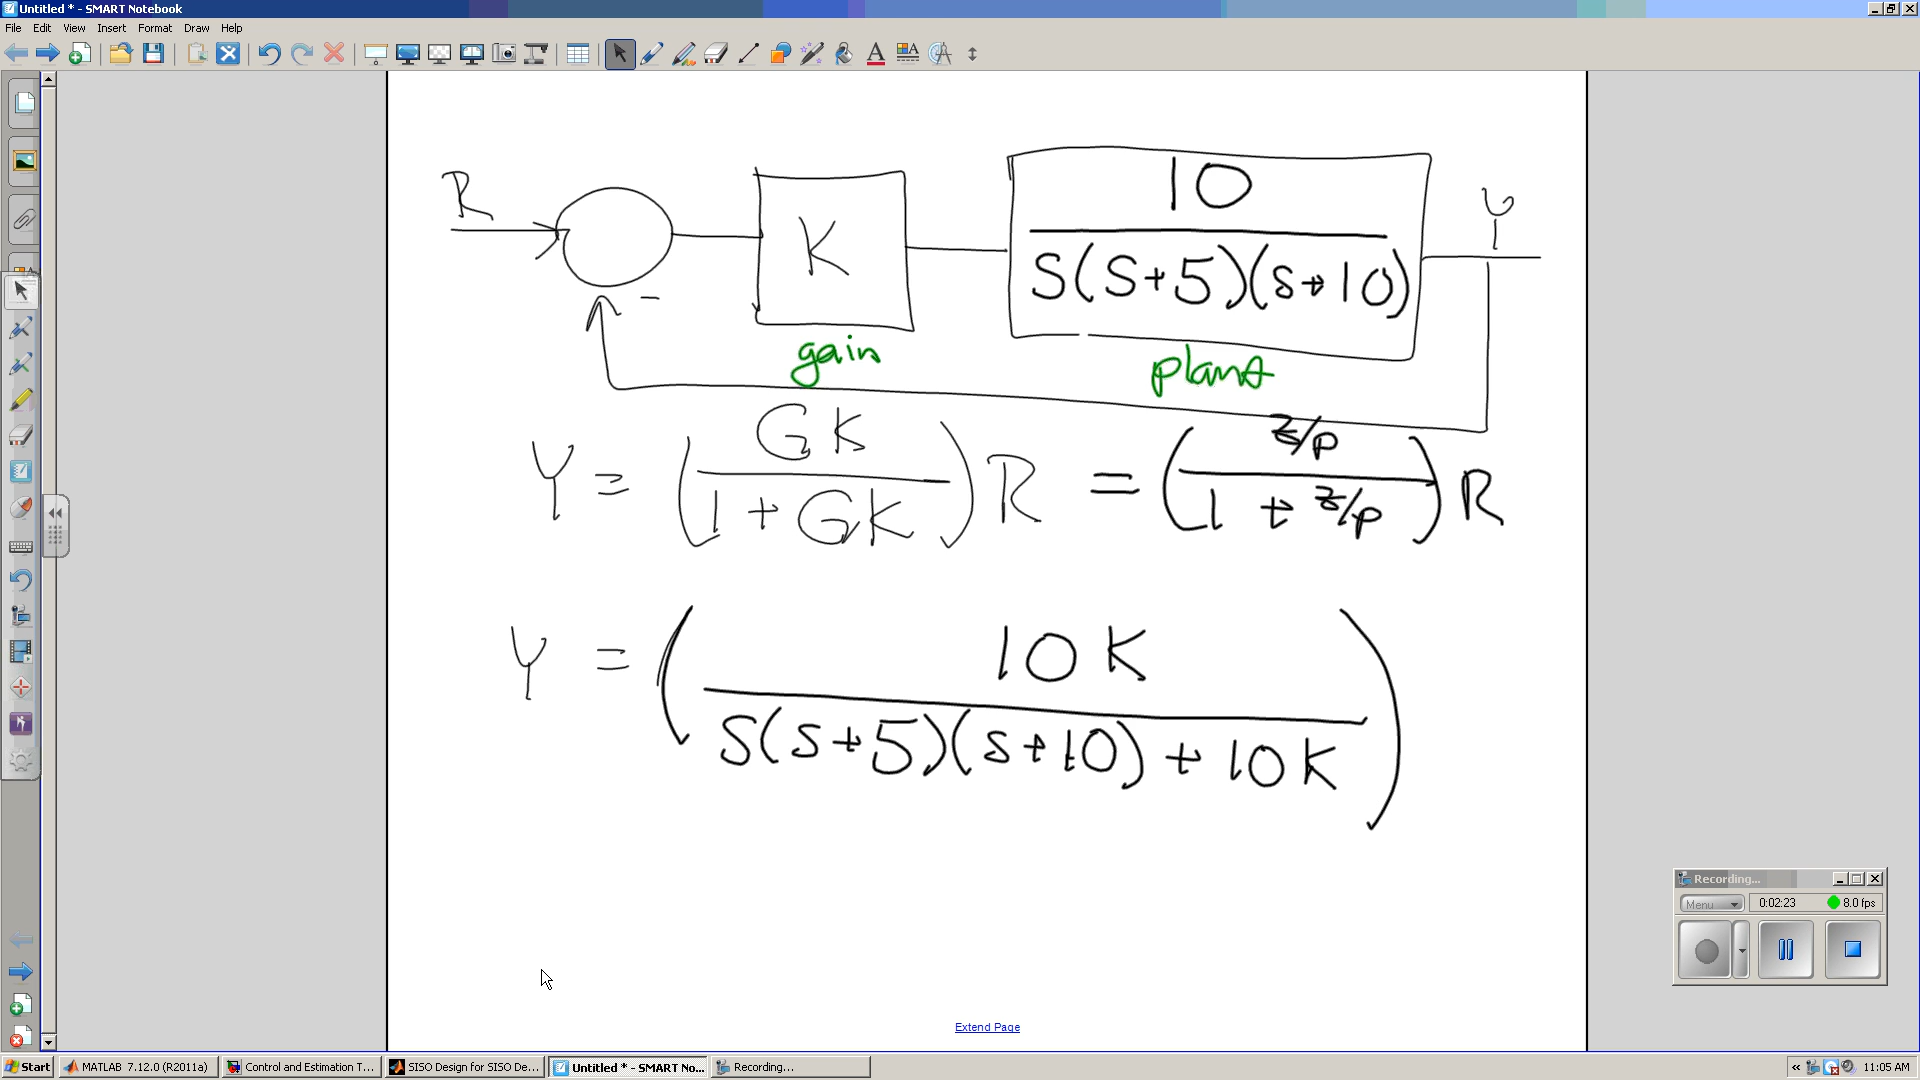 Untitled * - SMART Notebook
File Edit View Insert Format Draw Help
R
K
10
S(S+5)(s+10)
Y
-
gain
plant
Y = (GK / 1 + GK) R = (z/p / 1 + z/p) R
Y = (10K / S(s+5)(s+10) + 10K)
Recording...
Menu 0:02:23 8.0 fps
Extend Page
Start MATLAB 7.12.0 (R2011a) Control and Estimation T... SISO Design for SISO De... Untitled * - SMART No... Recording... « 11:05 AM